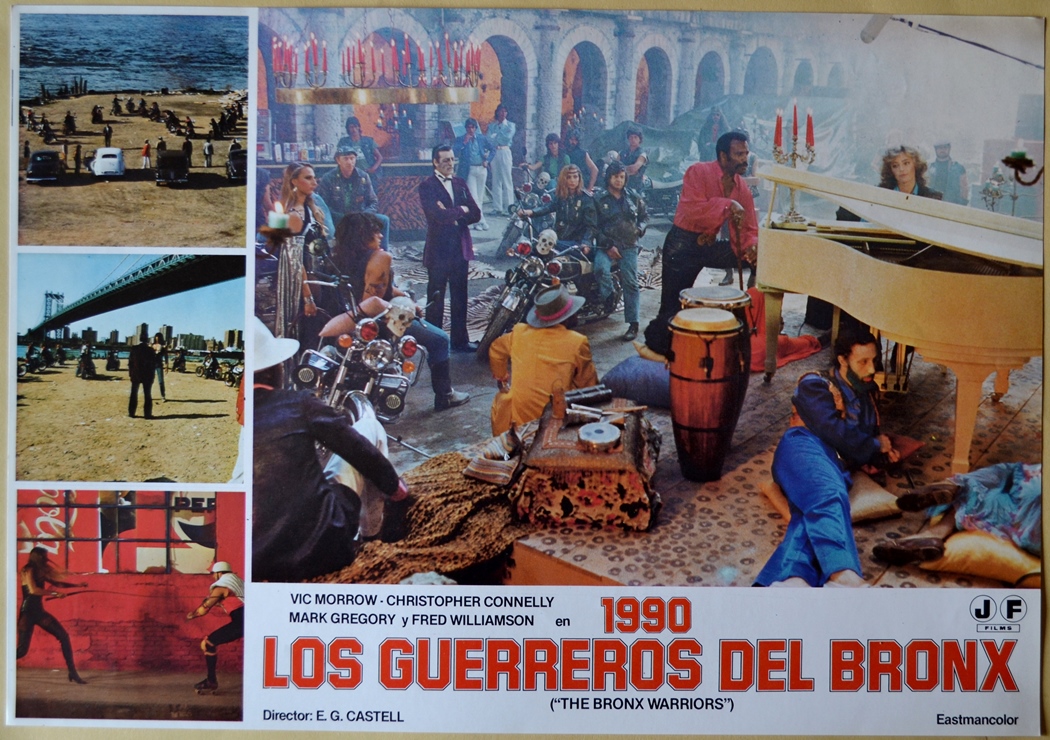 PEP
VIC MORROW - CHRISTOPHER CONNELLY
MARK GREGORY y FRED WILLIAMSON en
1990
LOS GUERREROS DEL BRONX
("THE BRONX WARRIORS")
Director: E. G. CASTELL
Eastmancolor
JF
FILMS